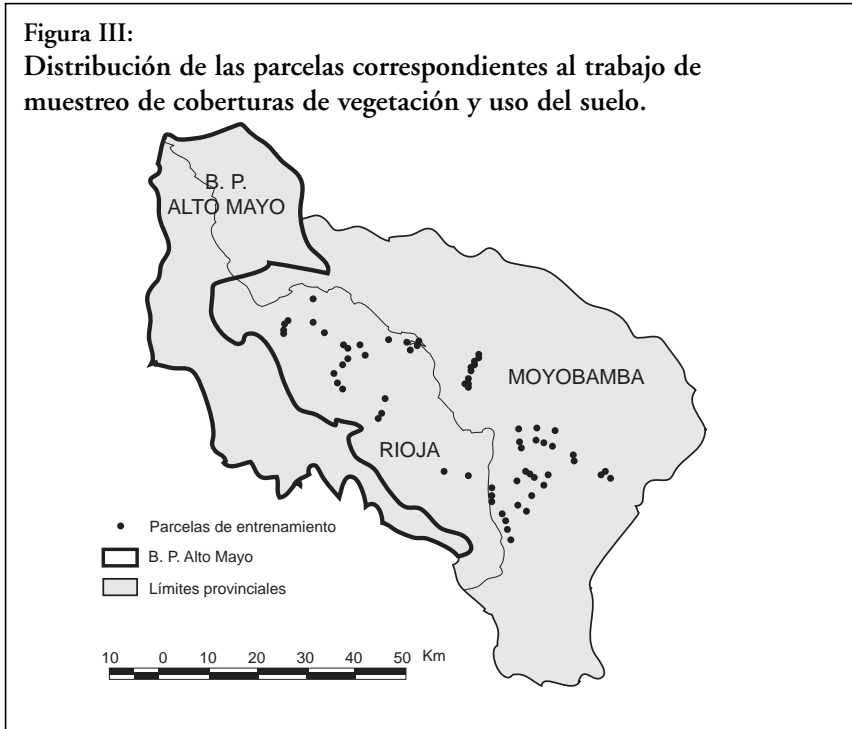 Figura III:
Distribución de las parcelas correspondientes al trabajo de
muestreo de coberturas de vegetación y uso del suelo.
B. P.
ALTO MAYO
MOYOBAMBA
RIOJA
Parcelas de entrenamiento
B. P. Alto Mayo
Límites provinciales
10 0 10 20 30 40 50 Km